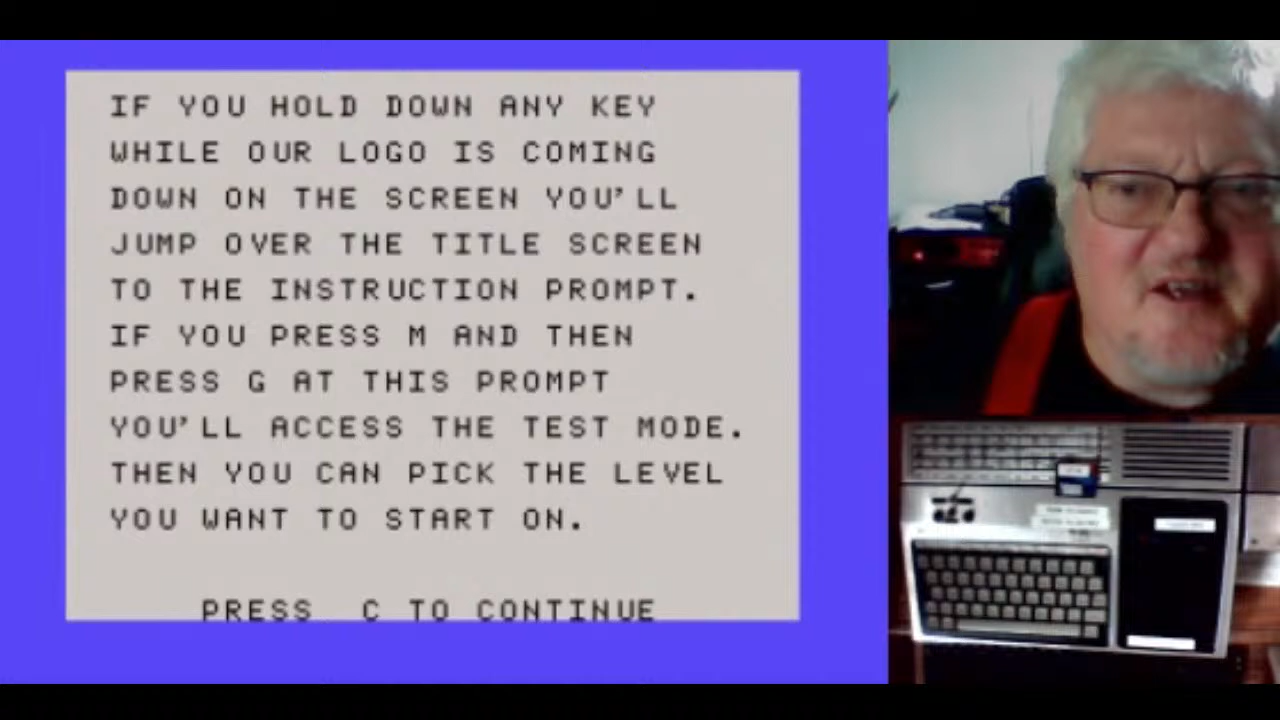 IF YOU HOLD DOWN ANY KEY
WHILE OUR LOGO IS COMING
DOWN ON THE SCREEN YOU'LL
JUMP OVER THE TITLE SCREEN
TO THE INSTRUCTION PROMPT.
IF YOU PRESS M AND THEN
PRESS G AT THIS PROMPT
YOU'LL ACCESS THE TEST MODE.
THEN YOU CAN PICK THE LEVEL
YOU WANT TO START ON.
PRESS C TO CONTINUE